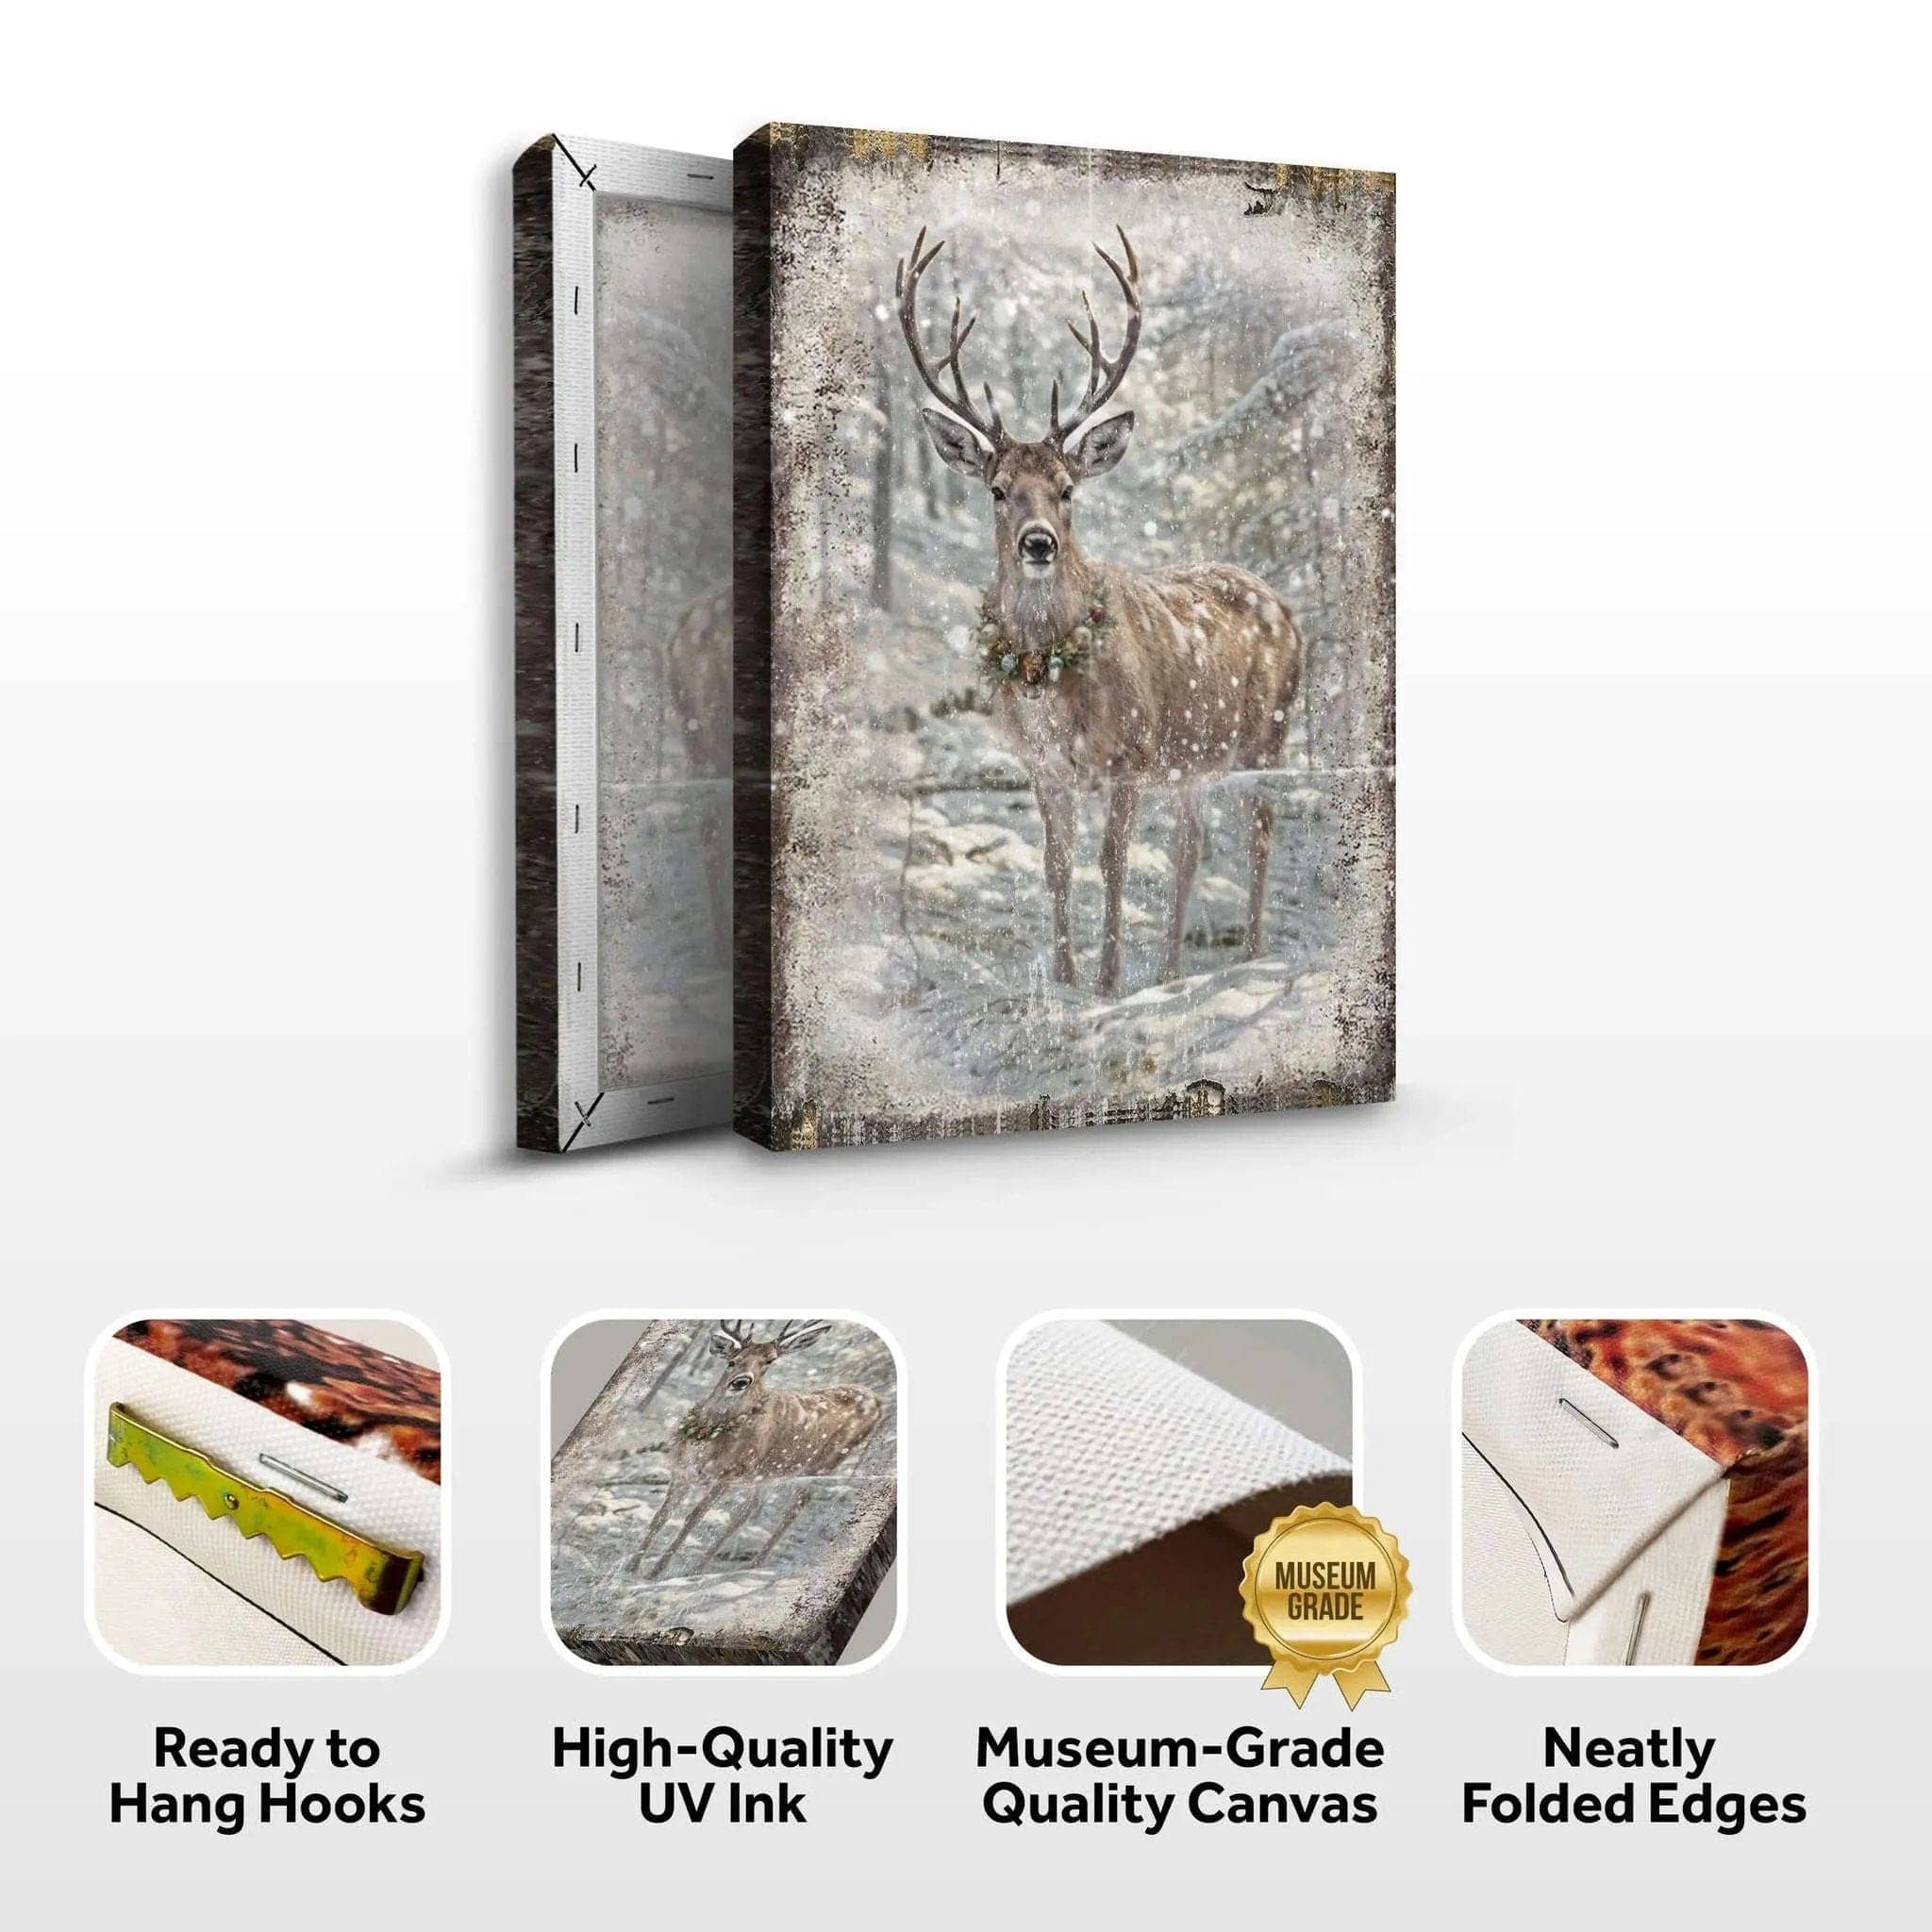 MUSEUM
GRADE
Ready to
Hang Hooks
High-Quality
UV Ink
Museum-Grade
Quality Canvas
Neatly
Folded Edges